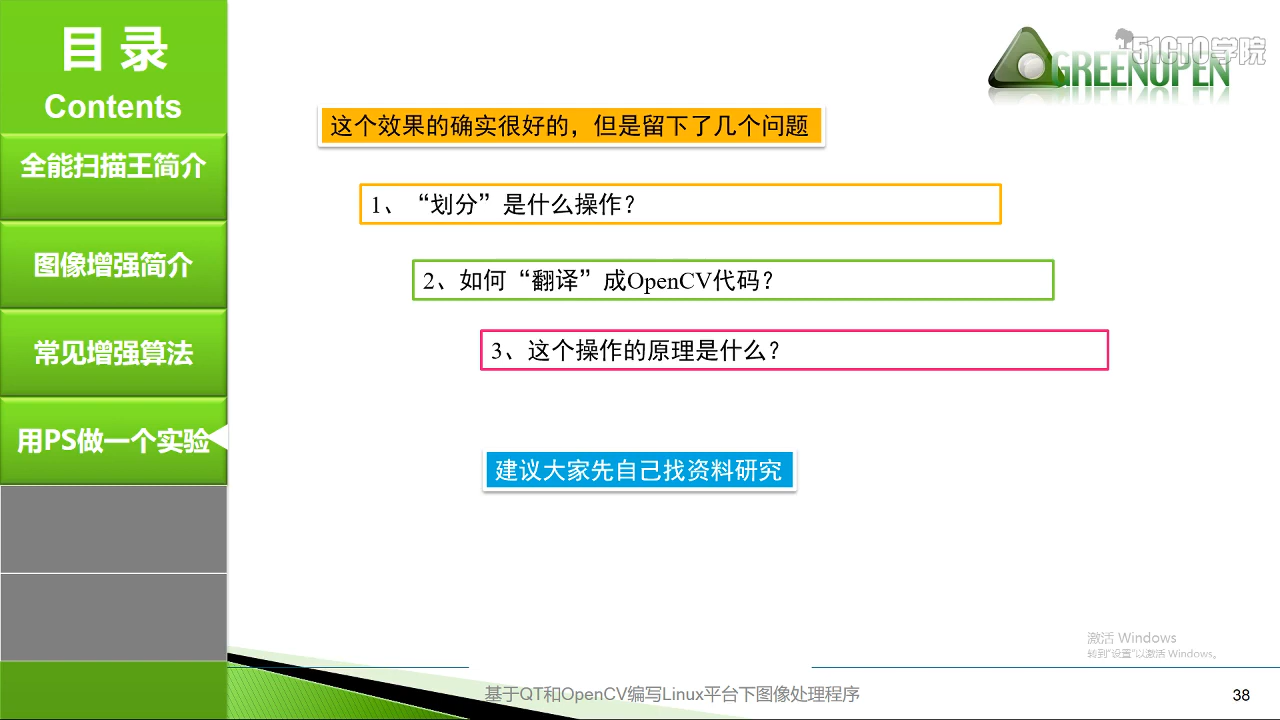 目录
Contents
全能扫描王简介
图像增强简介
常见增强算法
用PS做一个实验
51CTO学院
GREENOPEN
这个效果的确实很好的，但是留下了几个问题
1、“划分”是什么操作？
2、如何“翻译”成OpenCV代码？
3、这个操作的原理是什么？
建议大家先自己找资料研究
激活 Windows
转到"设置"以激活 Windows。
基于QT和OpenCV编写Linux平台下图像处理程序
38